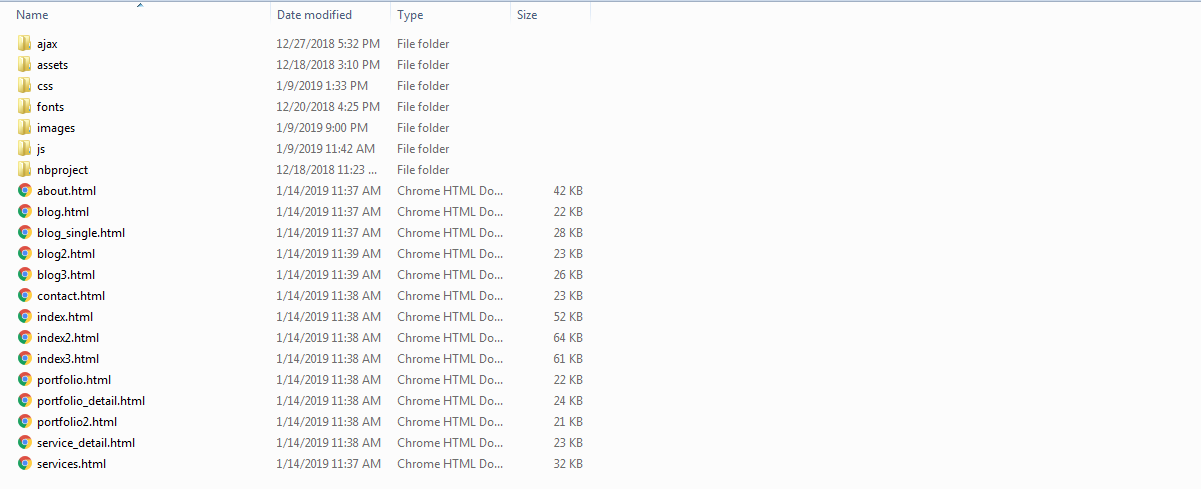 Name Date modified Type Size
ajax 12/27/2018 5:32 PM File folder
assets 12/18/2018 3:10 PM File folder
css 1/9/2019 1:33 PM File folder
fonts 12/20/2018 4:25 PM File folder
images 1/9/2019 9:00 PM File folder
js 1/9/2019 11:42 AM File folder
nbproject 12/18/2018 11:23 ... File folder
about.html 1/14/2019 11:37 AM Chrome HTML Do... 42 KB
blog.html 1/14/2019 11:37 AM Chrome HTML Do... 22 KB
blog_single.html 1/14/2019 11:37 AM Chrome HTML Do... 28 KB
blog2.html 1/14/2019 11:39 AM Chrome HTML Do... 23 KB
blog3.html 1/14/2019 11:39 AM Chrome HTML Do... 26 KB
contact.html 1/14/2019 11:38 AM Chrome HTML Do... 23 KB
index.html 1/14/2019 11:38 AM Chrome HTML Do... 52 KB
index2.html 1/14/2019 11:38 AM Chrome HTML Do... 64 KB
index3.html 1/14/2019 11:38 AM Chrome HTML Do... 61 KB
portfolio.html 1/14/2019 11:38 AM Chrome HTML Do... 22 KB
portfolio_detail.html 1/14/2019 11:38 AM Chrome HTML Do... 24 KB
portfolio2.html 1/14/2019 11:38 AM Chrome HTML Do... 21 KB
service_detail.html 1/14/2019 11:38 AM Chrome HTML Do... 23 KB
services.html 1/14/2019 11:37 AM Chrome HTML Do... 32 KB